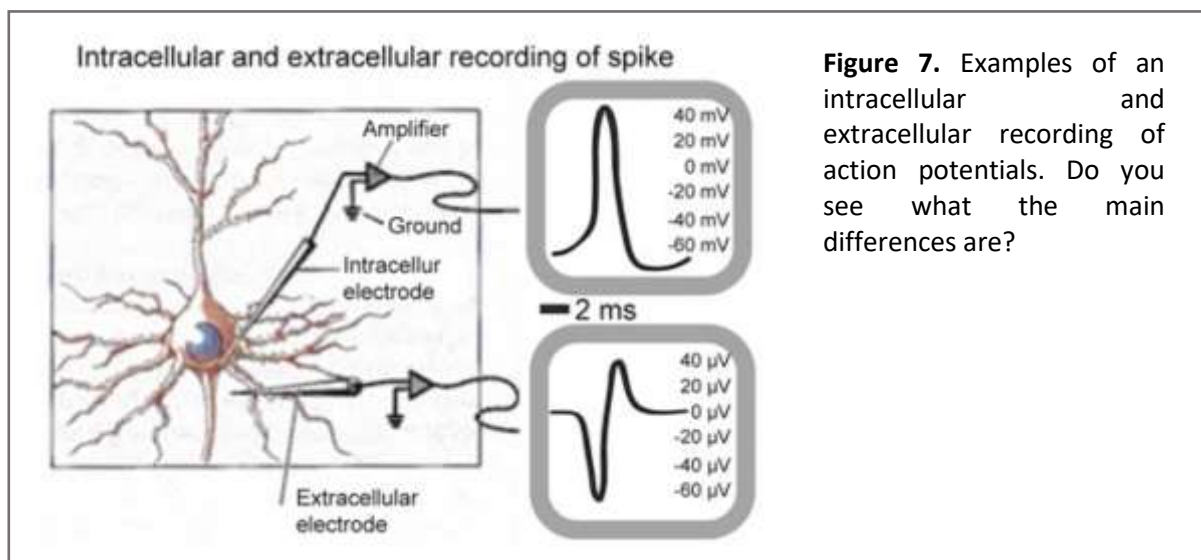 Intracellular and extracellular recording of spike
Amplifier
Ground
Intracellur
electrode
Extracellular
electrode
40 mV
20 mV
0 mV
-20 mV
-40 mV
-60 mV
2 ms
40 µV
20 µV
0 µV
-20 µV
-40 µV
-60 µV
Figure 7. Examples of an
intracellular and
extracellular recording of
action potentials. Do you
see what the main
differences are?